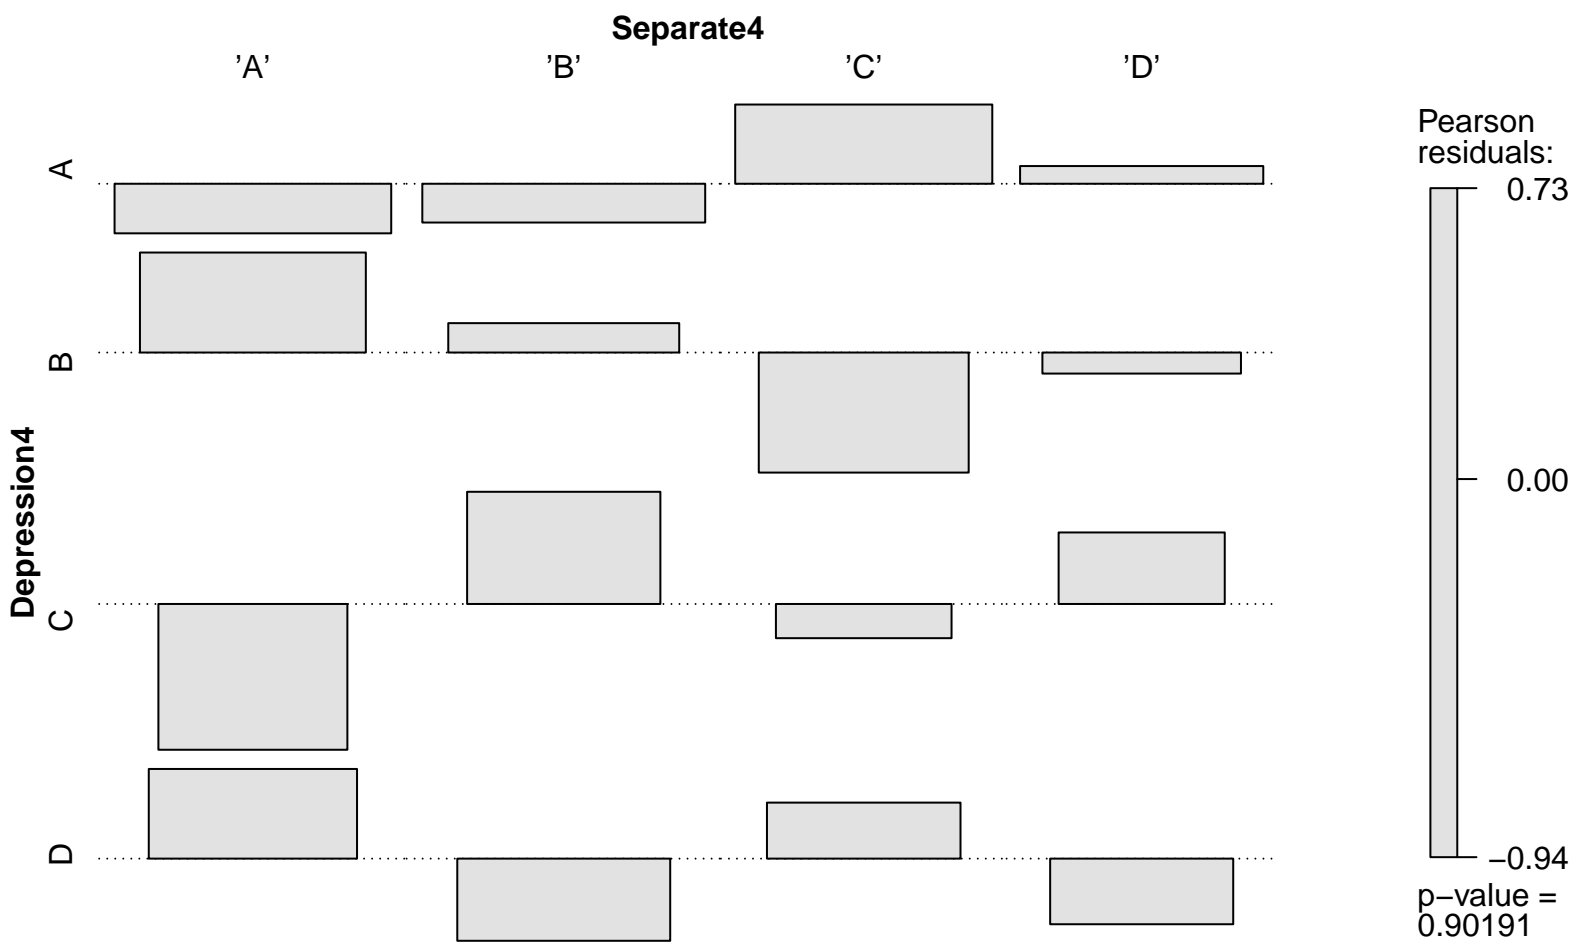 Separate4
’A’ ’B’ ’C’ ’D’
Depression4
A
B
C
D
Pearson
residuals:
0.73
0.00
−0.94
p−value =
0.90191